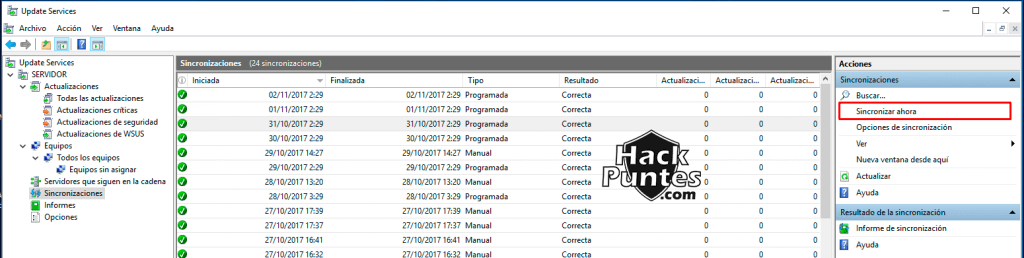 Update Services
Archivo Acción Ver Ventana Ayuda
Update Services
SERVIDOR
Actualizaciones
Todas las actualizaciones
Actualizaciones críticas
Actualizaciones de seguridad
Actualizaciones de WSUS
Equipos
Todos los equipos
Equipos sin asignar
Servidores que siguen en la cadena
Sincronizaciones
Informes
Opciones
Sincronizaciones (24 sincronizaciones)
Iniciada Finalizada Tipo Resultado Actualizaci... Actualizaci... Actualizaci...
02/11/2017 2:29 02/11/2017 2:29 Programada Correcta 0 0 0
01/11/2017 2:29 01/11/2017 2:29 Programada Correcta 0 0 0
31/10/2017 2:29 31/10/2017 2:29 Programada Correcta 0 0 0
30/10/2017 2:29 30/10/2017 2:29 Programada Correcta 0 0 0
29/10/2017 14:27 29/10/2017 14:27 Manual Correcta 0 0 0
29/10/2017 2:29 29/10/2017 2:29 Programada Correcta 0 0 0
28/10/2017 13:20 28/10/2017 13:20 Manual Correcta 0 0 0
28/10/2017 3:29 28/10/2017 3:29 Programada Correcta 0 0 0
27/10/2017 17:39 27/10/2017 17:39 Manual Correcta 0 0 0
27/10/2017 17:37 27/10/2017 17:37 Manual Correcta 0 0 0
27/10/2017 16:41 27/10/2017 16:41 Manual Correcta 0 0 0
27/10/2017 16:32 27/10/2017 16:32 Manual Correcta 0 0 0
Hack
Puntes
.com
Acciones
Sincronizaciones
Buscar...
Sincronizar ahora
Opciones de sincronización
Ver
Nueva ventana desde aquí
Actualizar
Ayuda
Resultado de la sincronización
Informe de sincronización
Ayuda